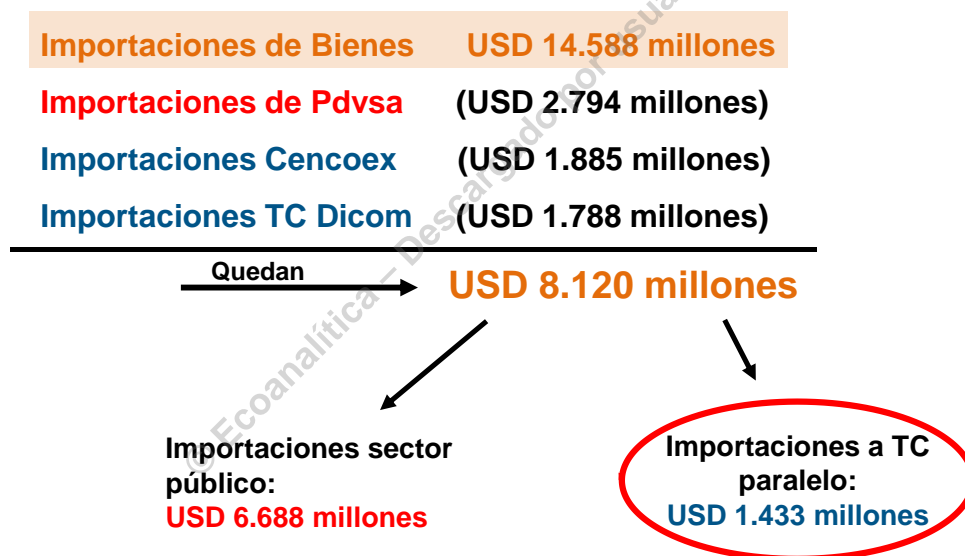 Importaciones de Bienes USD 14.588 millones
Importaciones de Pdvsa (USD 2.794 millones)
Importaciones Cencoex (USD 1.885 millones)
Importaciones TC Dicom (USD 1.788 millones)
Quedan USD 8.120 millones
Importaciones sector
público:
USD 6.688 millones
Importaciones a TC
paralelo:
USD 1.433 millones
© Ecoanalítica – Descargado por